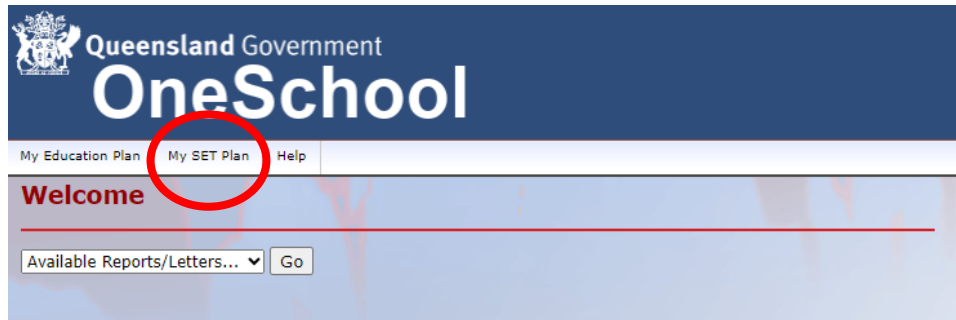 Queensland Government
OneSchool
My Education Plan My SET Plan Help
Welcome
Available Reports/Letters... Go